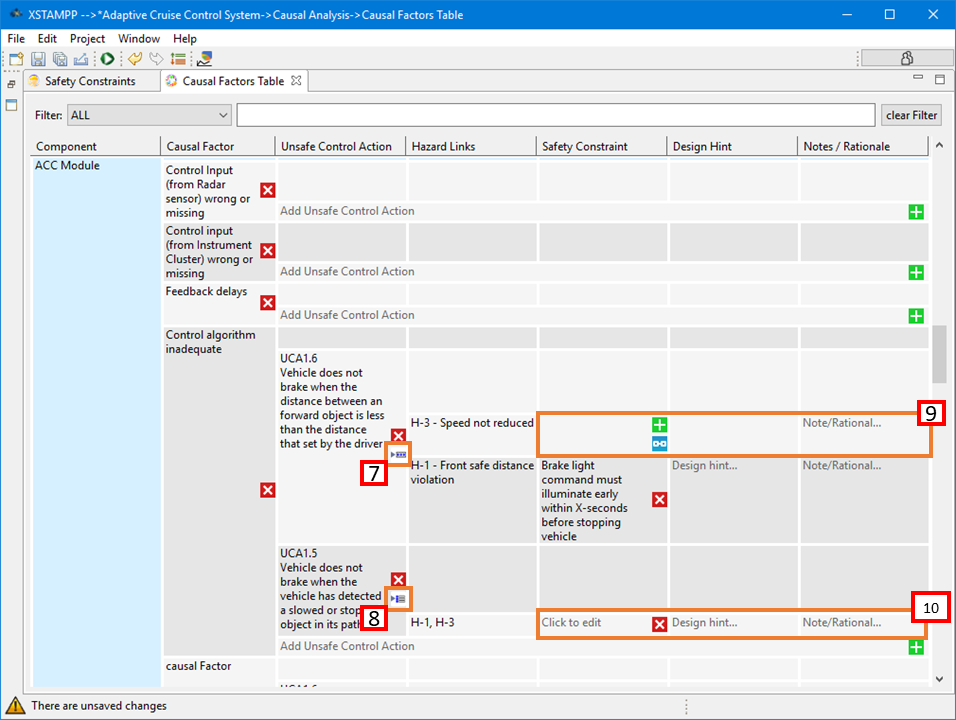 XSTAMPP -->*Adaptive Cruise Control System->Causal Analysis->Causal Factors Table
File Edit Project Window Help
Safety Constraints Causal Factors Table
Filter: ALL clear Filter
Component Causal Factor Unsafe Control Action Hazard Links Safety Constraint Design Hint Notes / Rationale
ACC Module
Control Input
(from Radar
sensor) wrong or
missing
Add Unsafe Control Action
Control input
(from Instrument
Cluster) wrong or
missing
Add Unsafe Control Action
Feedback delays
Add Unsafe Control Action
Control algorithm
inadequate
UCA1.6
Vehicle does not
brake when the
distance between an
forward object is less
than the distance
that set by the driver
7
H-3 - Speed not reduced
Note/Rational...
9
H-1 - Front safe distance
violation
Brake light
command must
illuminate early
within X-seconds
before stopping
vehicle
Design hint...
Note/Rational...
UCA1.5
Vehicle does not
brake when the
vehicle has detected
a slowed or stop
object in its path
8
H-1, H-3
Click to edit
Design hint...
Note/Rational...
10
Add Unsafe Control Action
causal Factor
There are unsaved changes